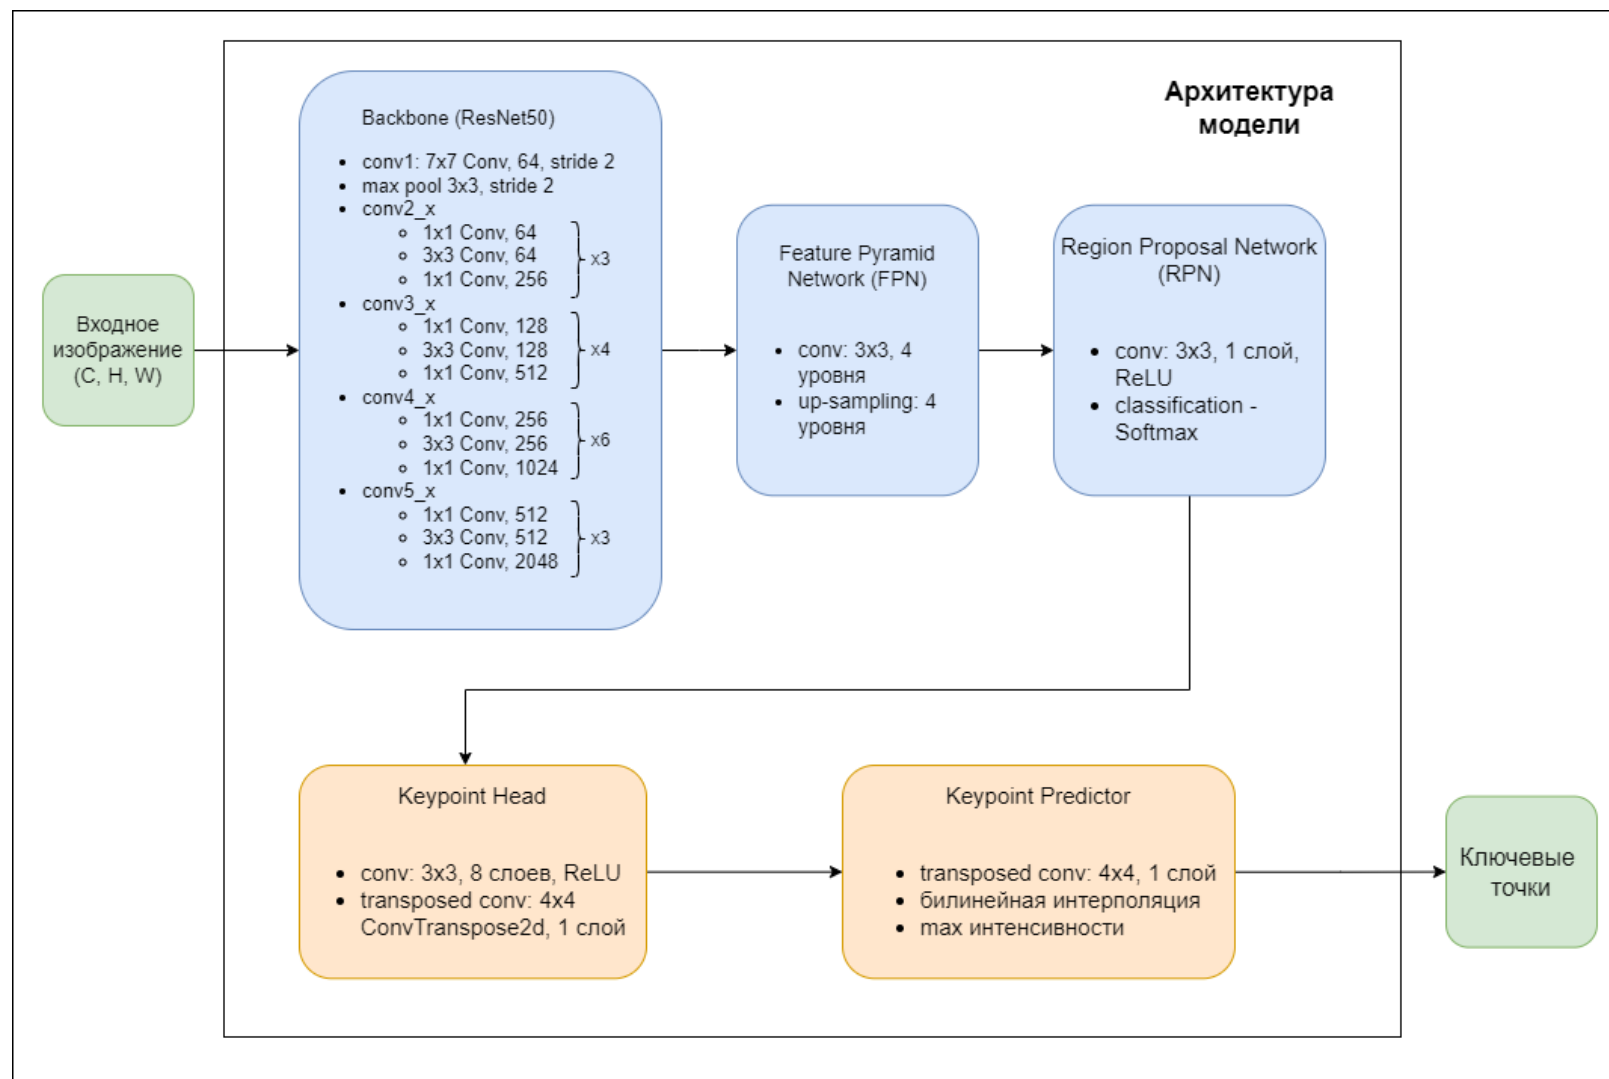 Архитектура
модели
Входное
изображение
(C, H, W)
Backbone (ResNet50)
• conv1: 7x7 Conv, 64, stride 2
• max pool 3x3, stride 2
• conv2_x
1x1 Conv, 64
3x3 Conv, 64
1x1 Conv, 256
x3
• conv3_x
1x1 Conv, 128
3x3 Conv, 128
1x1 Conv, 512
x4
• conv4_x
1x1 Conv, 256
3x3 Conv, 256
1x1 Conv, 1024
x6
• conv5_x
1x1 Conv, 512
3x3 Conv, 512
1x1 Conv, 2048
x3
Feature Pyramid
Network (FPN)
• conv: 3x3, 4
уровня
• up-sampling: 4
уровня
Region Proposal Network
(RPN)
• conv: 3x3, 1 слой,
ReLU
• classification -
Softmax
Keypoint Head
• conv: 3x3, 8 слоев, ReLU
• transposed conv: 4x4
ConvTranspose2d, 1 слой
Keypoint Predictor
• transposed conv: 4x4, 1 слой
• билинейная интерполяция
• max интенсивности
Ключевые
точки